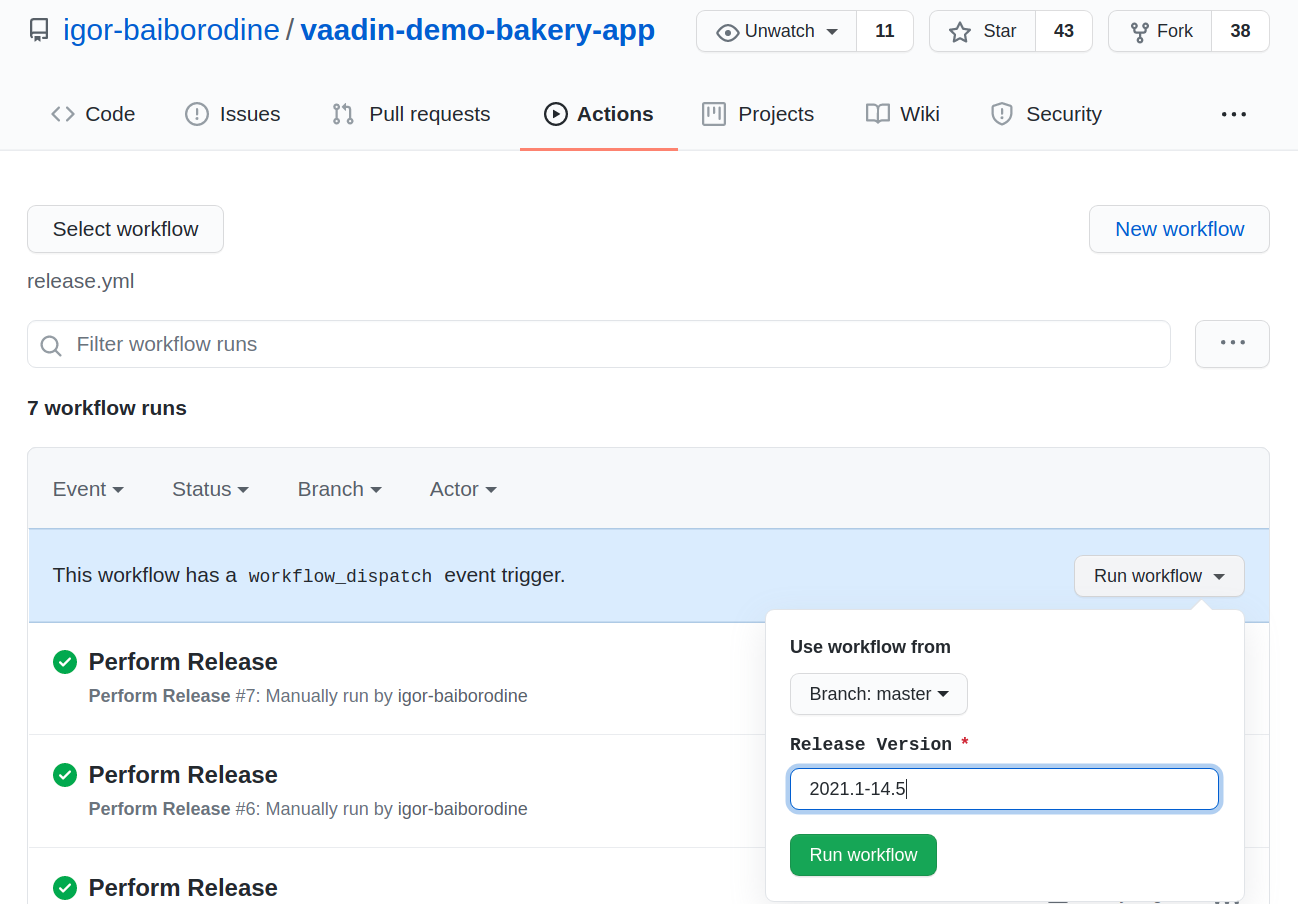 igor-baiborodine / vaadin-demo-bakery-app
Unwatch 11 Star 43 Fork 38
Code Issues Pull requests Actions Projects Wiki Security
Select workflow New workflow
release.yml
Filter workflow runs
7 workflow runs
Event Status Branch Actor
This workflow has a workflow_dispatch event trigger. Run workflow
Use workflow from
Branch: master
Release Version *
2021.1-14.5
Run workflow
Perform Release
Perform Release #7: Manually run by igor-baiborodine
Perform Release
Perform Release #6: Manually run by igor-baiborodine
Perform Release